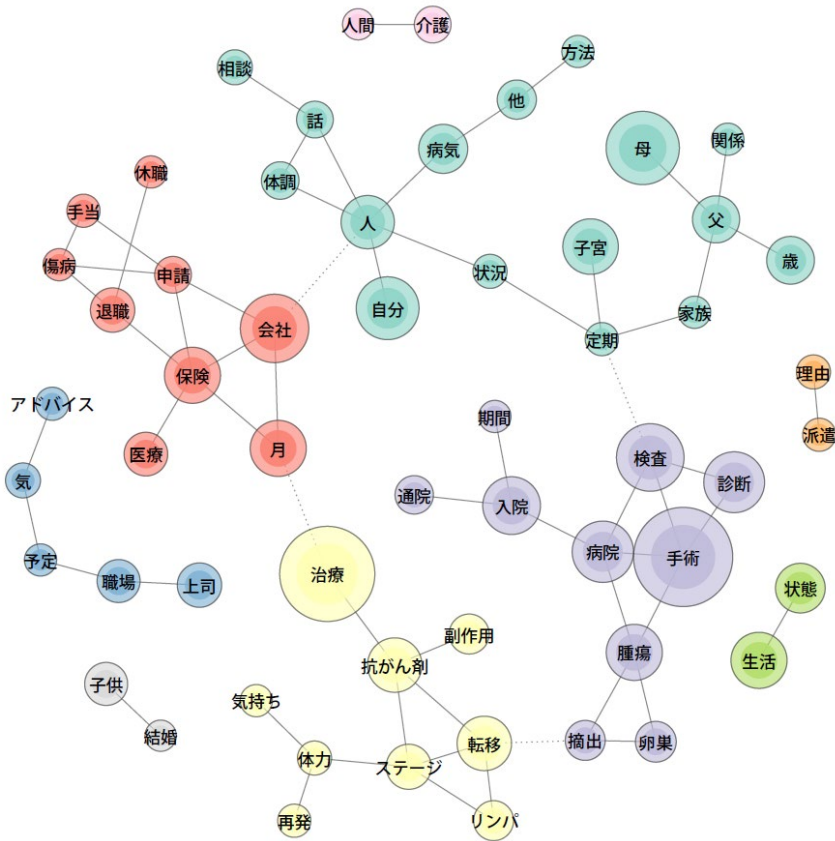 人間
介護
方法
相談
他
話
関係
母
病気
休職
体調
手当
人
父
子宮
歳
傷病
申請
状況
退職
自分
家族
会社
定期
保険
理由
アドバイス
期間
派遣
医療
月
検査
気
診断
通院
入院
病院
手術
予定
治療
職場
上司
状態
副作用
腫瘍
生活
抗がん剤
子供
気持ち
結婚
転移
摘出
卵巣
体力
ステージ
再発
リンパ